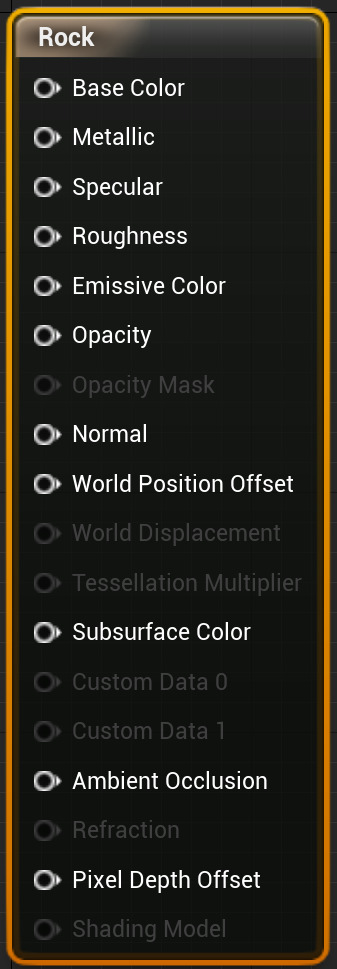 Rock
Base Color
Metallic
Specular
Roughness
Emissive Color
Opacity
Opacity Mask
Normal
World Position Offset
World Displacement
Tessellation Multiplier
Subsurface Color
Custom Data 0
Custom Data 1
Ambient Occlusion
Refraction
Pixel Depth Offset
Shading Model